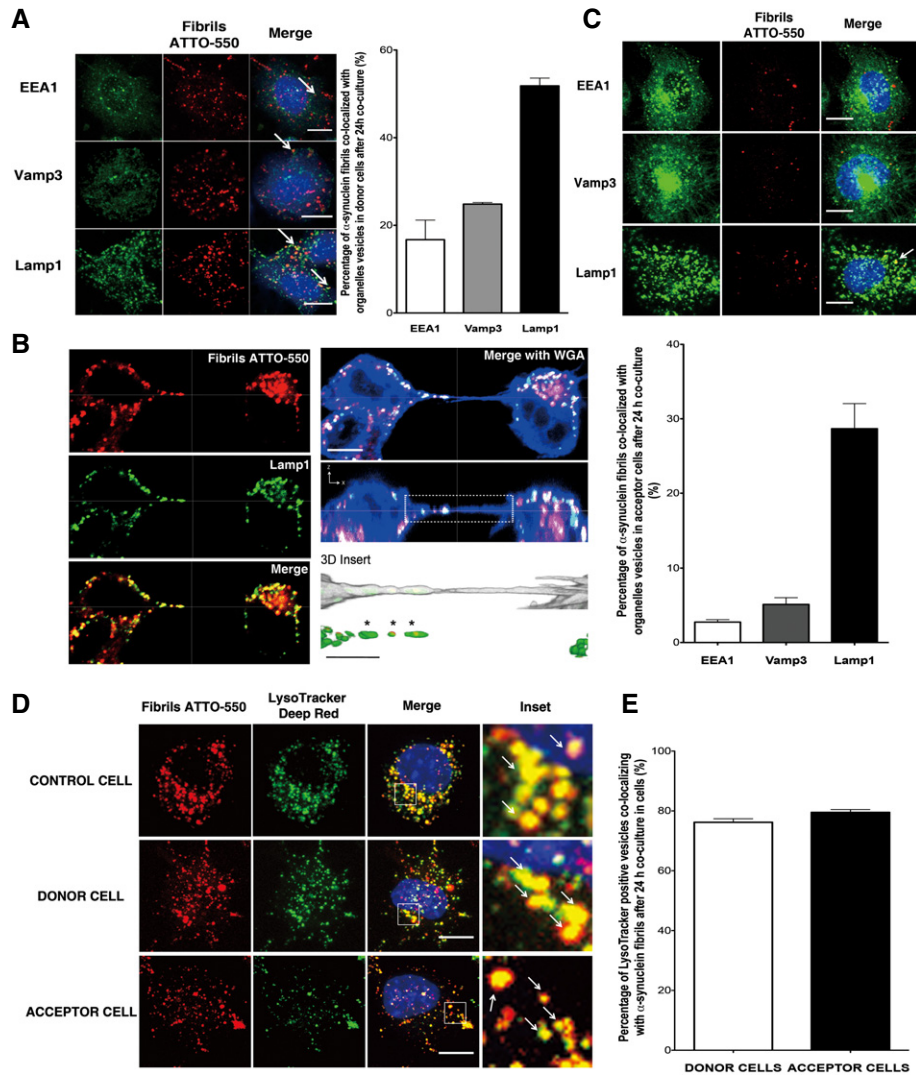 A
Fibrils
ATTO-550
Merge
EEA1
Vamp3
Lamp1
Percentage of α-synuclein fibrils co-localized with
organelles vesicles in donor cells after 24h co-culture (%)
60
40
20
0
EEA1 Vamp3 Lamp1
C
Fibrils
ATTO-550
Merge
EEA1
Vamp3
Lamp1
Percentage of α-synuclein fibrils co-localized with
organelles vesicles in acceptor cells after 24 h co-culture
(%)
40
30
20
10
0
EEA1 Vamp3 Lamp1
B
Fibrils ATTO-550
Lamp1
Merge
Merge with WGA
z
x
3D Insert
* * *
D
Fibrils ATTO-550
LysoTracker
Deep Red
Merge
Inset
CONTROL CELL
DONOR CELL
ACCEPTOR CELL
E
Percentage of LysoTracker positive vesicles co-localizing
with α-synuclein fibrils after 24 h co-culture in cells (%)
100
80
60
40
20
0
DONOR CELLS ACCEPTOR CELLS